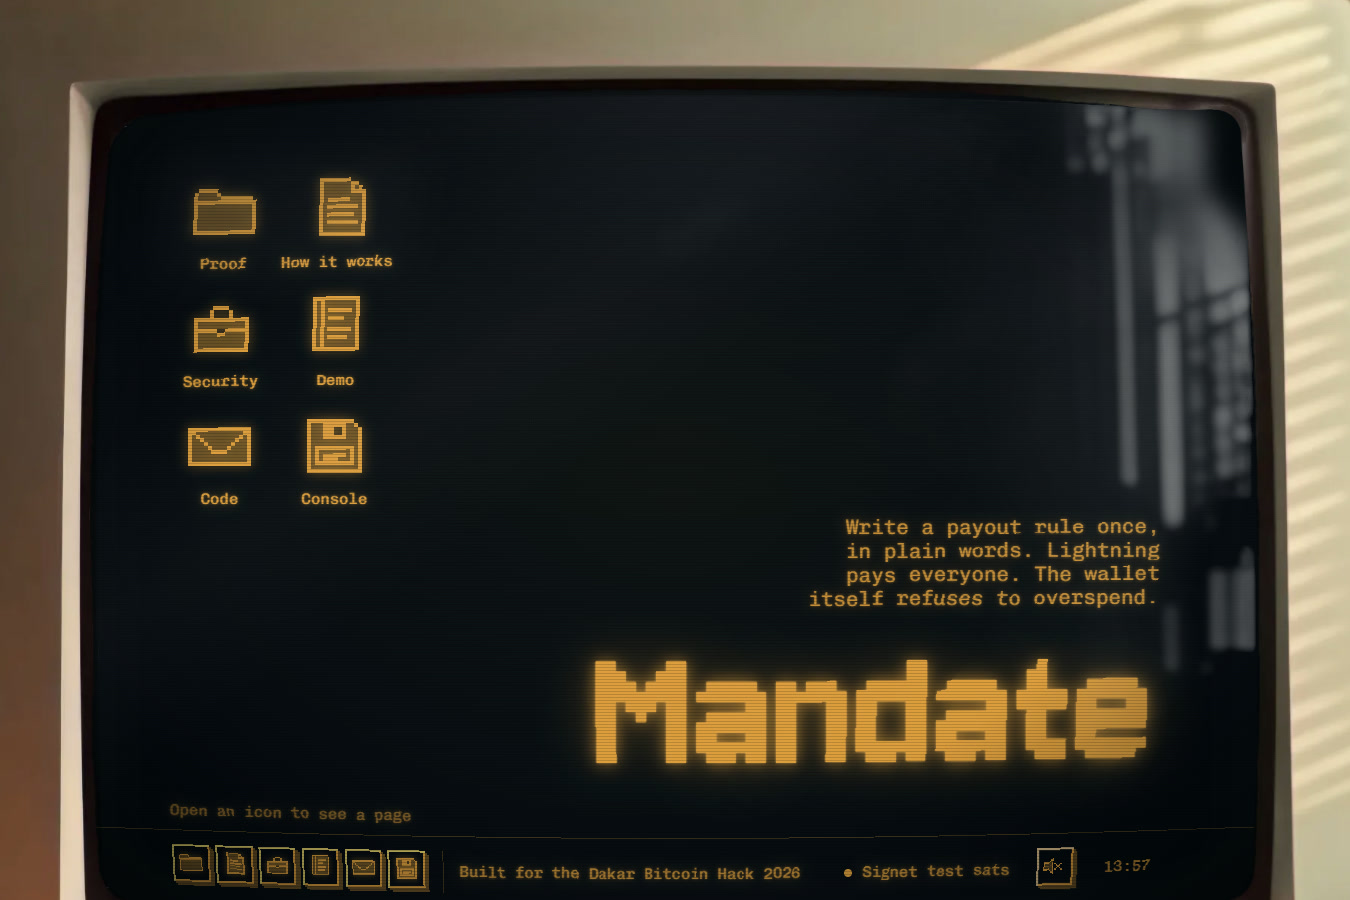 Proof
How it works
Security
Demo
Code
Console
Write a payout rule once,
in plain words. Lightning
pays everyone. The wallet
itself refuses to overspend.
Mandate
Open an icon to see a page
Built for the Dakar Bitcoin Hack 2026
Signet test sats
13:57